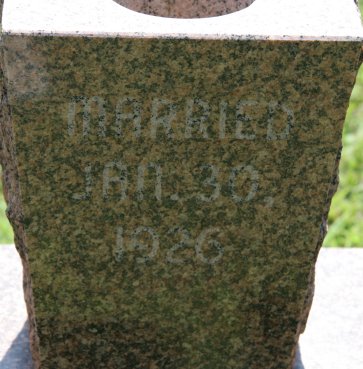 MARRIED
JAN. 30,
1926